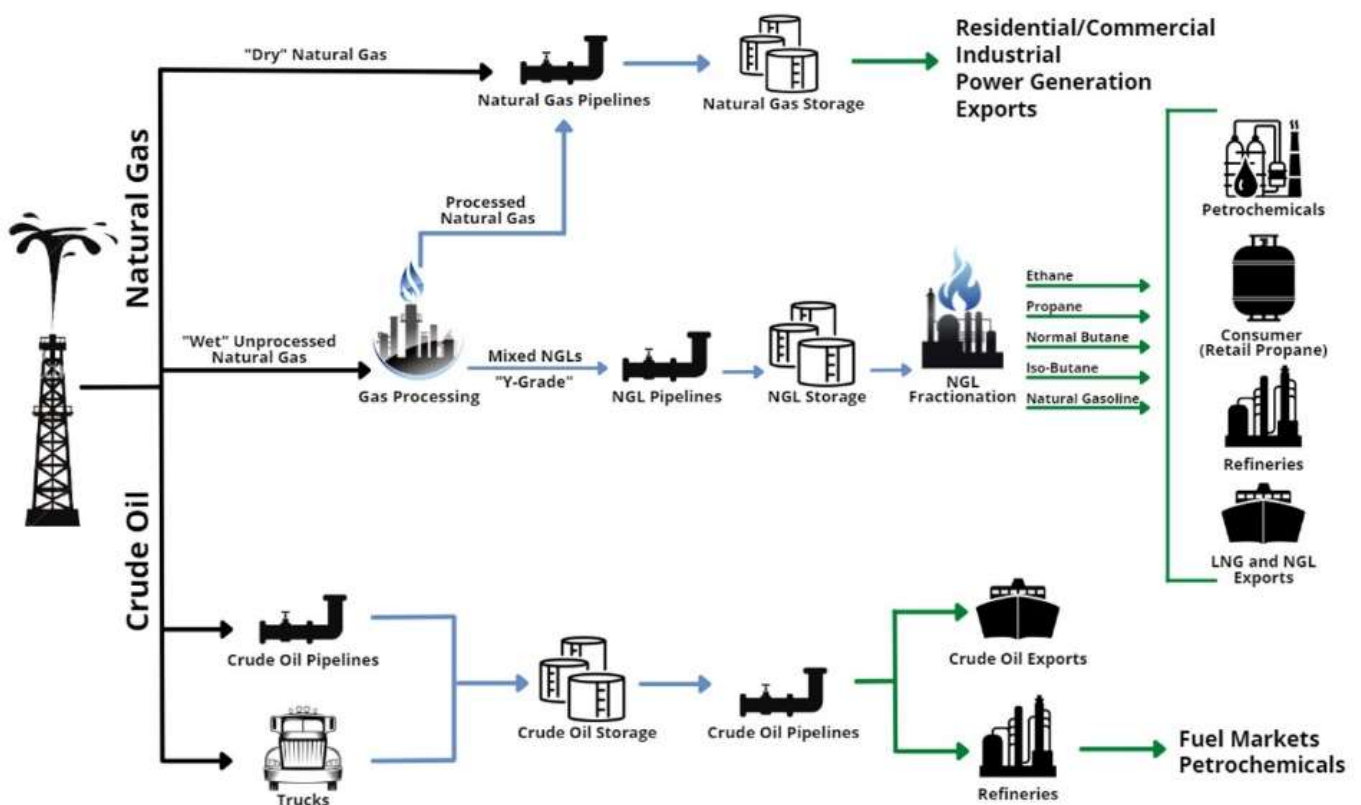 "Dry" Natural Gas
Natural Gas Pipelines
Natural Gas Storage
Residential/Commercial
Industrial
Power Generation
Exports
Natural Gas
Processed
Natural Gas
"Wet" Unprocessed
Natural Gas
Gas Processing
Mixed NGLs
"Y-Grade"
NGL Pipelines
NGL Storage
NGL
Fractionation
Ethane
Propane
Normal Butane
Iso-Butane
Natural Gasoline
Petrochemicals
Consumer
(Retail Propane)
Refineries
LNG and NGL
Exports
Crude Oil
Crude Oil Pipelines
Trucks
Crude Oil Storage
Crude Oil Pipelines
Crude Oil Exports
Refineries
Fuel Markets
Petrochemicals